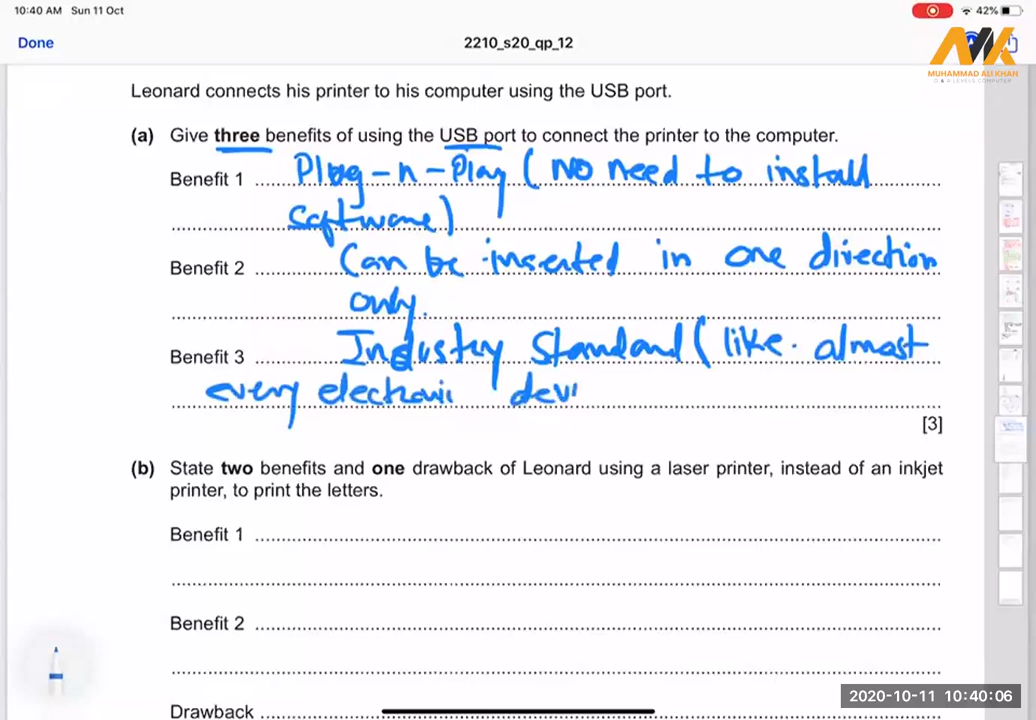 10:40 AM Sun 11 Oct
42%
Done
2210_s20_qp_12
MUHAMMAD ALI KHAN
O & A LEVELS COMPUTER
Leonard connects his printer to his computer using the USB port.
(a) Give three benefits of using the USB port to connect the printer to the computer.
Benefit 1 Plug-n-Play (no need to install
software)
Benefit 2 Can be inserted in one direction
only.
Benefit 3 Industry Standard (like almost
every electronic devi
[3]
(b) State two benefits and one drawback of Leonard using a laser printer, instead of an inkjet
printer, to print the letters.
Benefit 1
Benefit 2
Drawback
2020-10-11 10:40:06